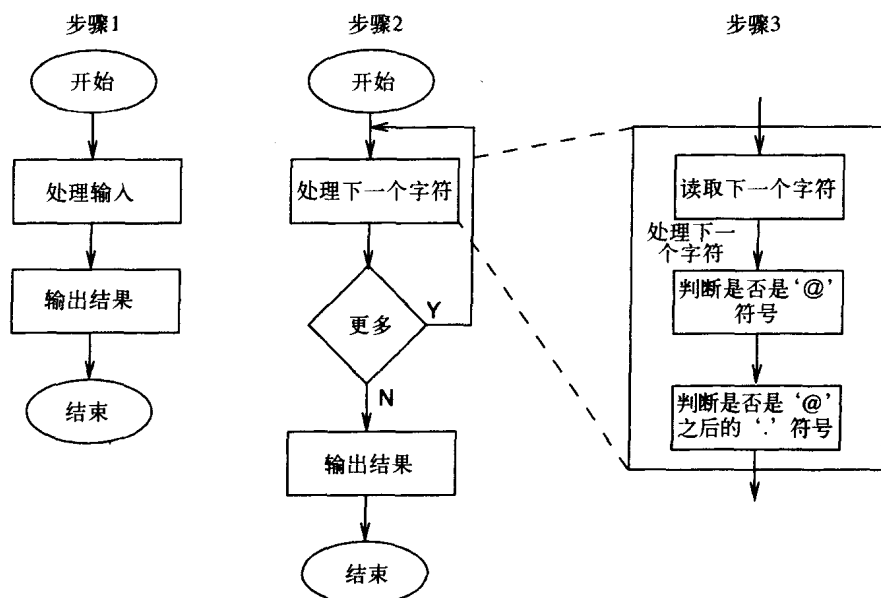 步骤1
开始
处理输入
输出结果
结束
步骤2
开始
处理下一个字符
更多
Y
N
输出结果
结束
步骤3
读取下一个字符
处理下一
个字符
判断是否是‘@’
符号
判断是否是‘@’
之后的‘.’符号